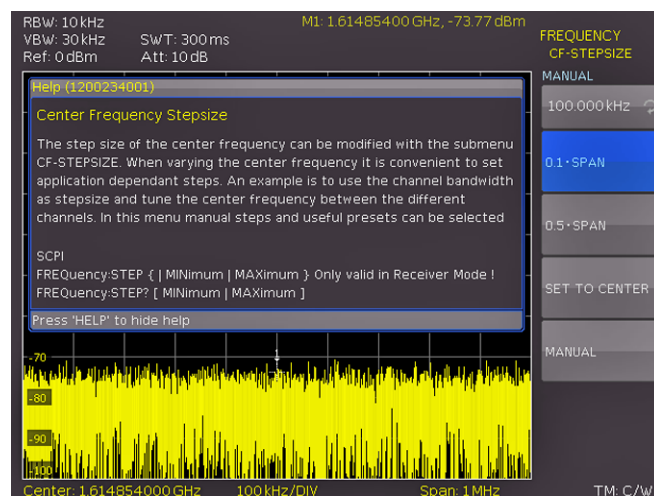 RBW: 10 kHz
VBW: 30 kHz SWT: 300 ms
Ref: 0 dBm Att: 10 dB
M1: 1.61485400 GHz, -73.77 dBm
Help (1200234001)
Center Frequency Stepsize
The step size of the center frequency can be modified with the submenu
CF-STEPSIZE. When varying the center frequency it is convenient to set
application dependant steps. An example is to use the channel bandwidth
as stepsize and tune the center frequency between the different
channels. In this menu manual steps and useful presets can be selected
SCPI
FREQuency:STEP { | MINimum | MAXimum } Only valid in Receiver Mode !
FREQuency:STEP? [ MINimum | MAXimum ]
Press 'HELP' to hide help
-70
-80
-90
-100
Center: 1.614854000 GHz 100 kHz/DIV Span: 1 MHz
FREQUENCY
CF-STEPSIZE
MANUAL
100.000 kHz
0.1·SPAN
0.5·SPAN
SET TO CENTER
MANUAL
TM: C/W